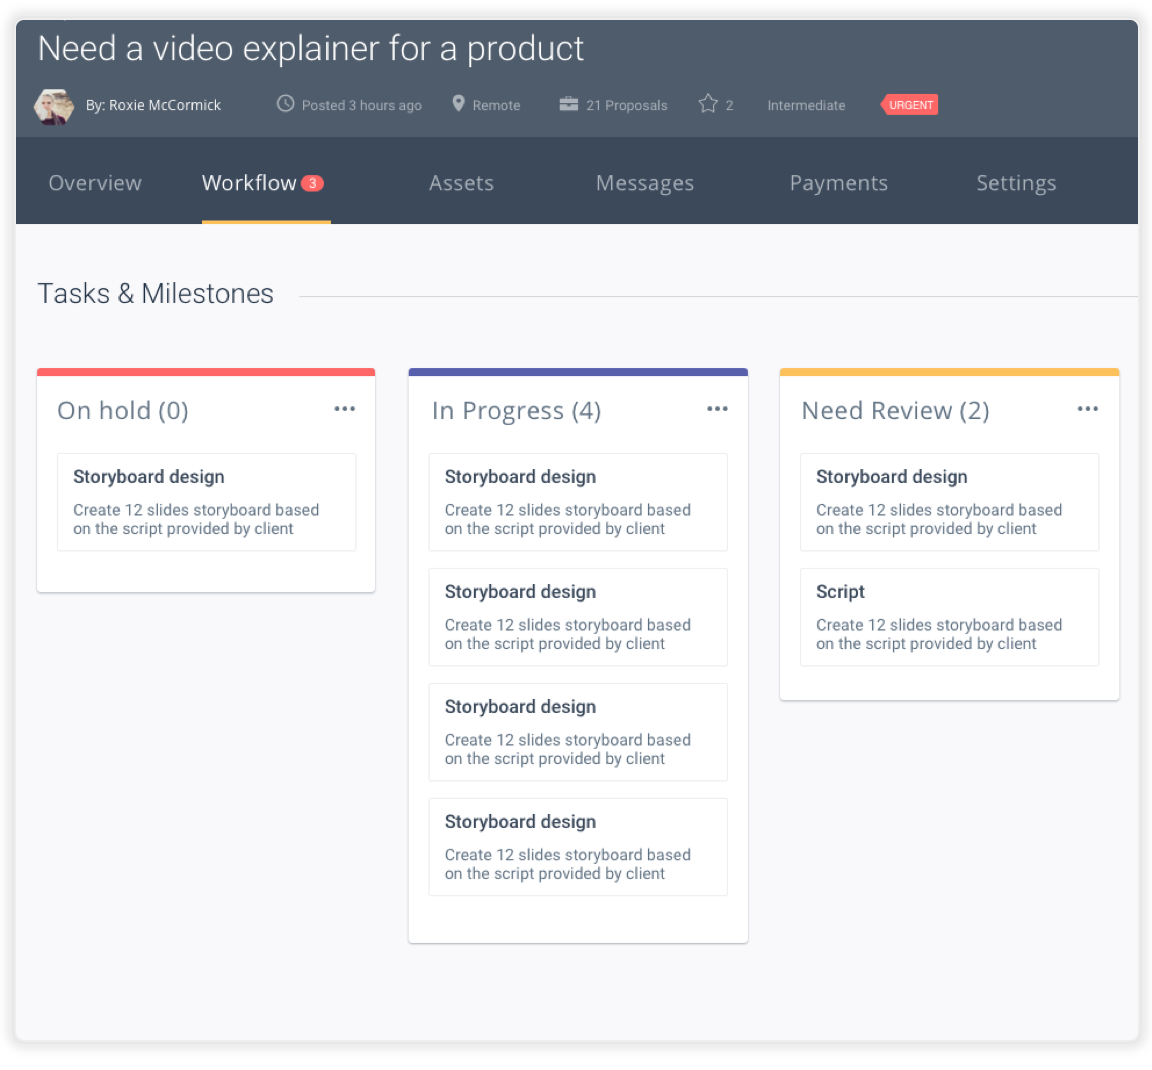 Need a video explainer for a product
By: Roxie McCormick Posted 3 hours ago Remote 21 Proposals 2 Intermediate URGENT
Overview Workflow 3 Assets Messages Payments Settings
Tasks & Milestones
On hold (0)
Storyboard design
Create 12 slides storyboard based
on the script provided by client
In Progress (4)
Storyboard design
Create 12 slides storyboard based
on the script provided by client
Storyboard design
Create 12 slides storyboard based
on the script provided by client
Storyboard design
Create 12 slides storyboard based
on the script provided by client
Storyboard design
Create 12 slides storyboard based
on the script provided by client
Need Review (2)
Storyboard design
Create 12 slides storyboard based
on the script provided by client
Script
Create 12 slides storyboard based
on the script provided by client